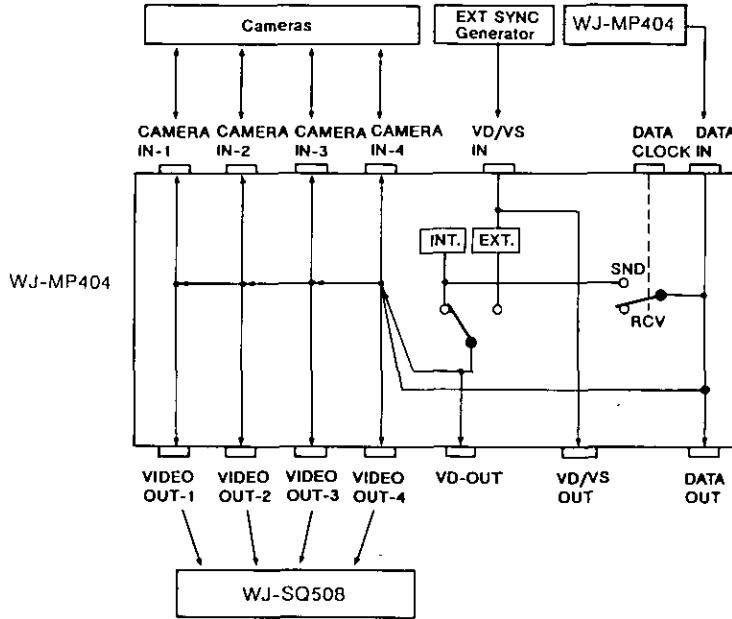 Cameras
EXT SYNC
Generator
WJ-MP404
CAMERA
IN-1
CAMERA
IN-2
CAMERA
IN-3
CAMERA
IN-4
VD/VS
IN
DATA
CLOCK
DATA
IN
INT.
EXT.
SND
RCV
WJ-MP404
VIDEO
OUT-1
VIDEO
OUT-2
VIDEO
OUT-3
VIDEO
OUT-4
VD-OUT
VD/VS
OUT
DATA
OUT
WJ-SQ508